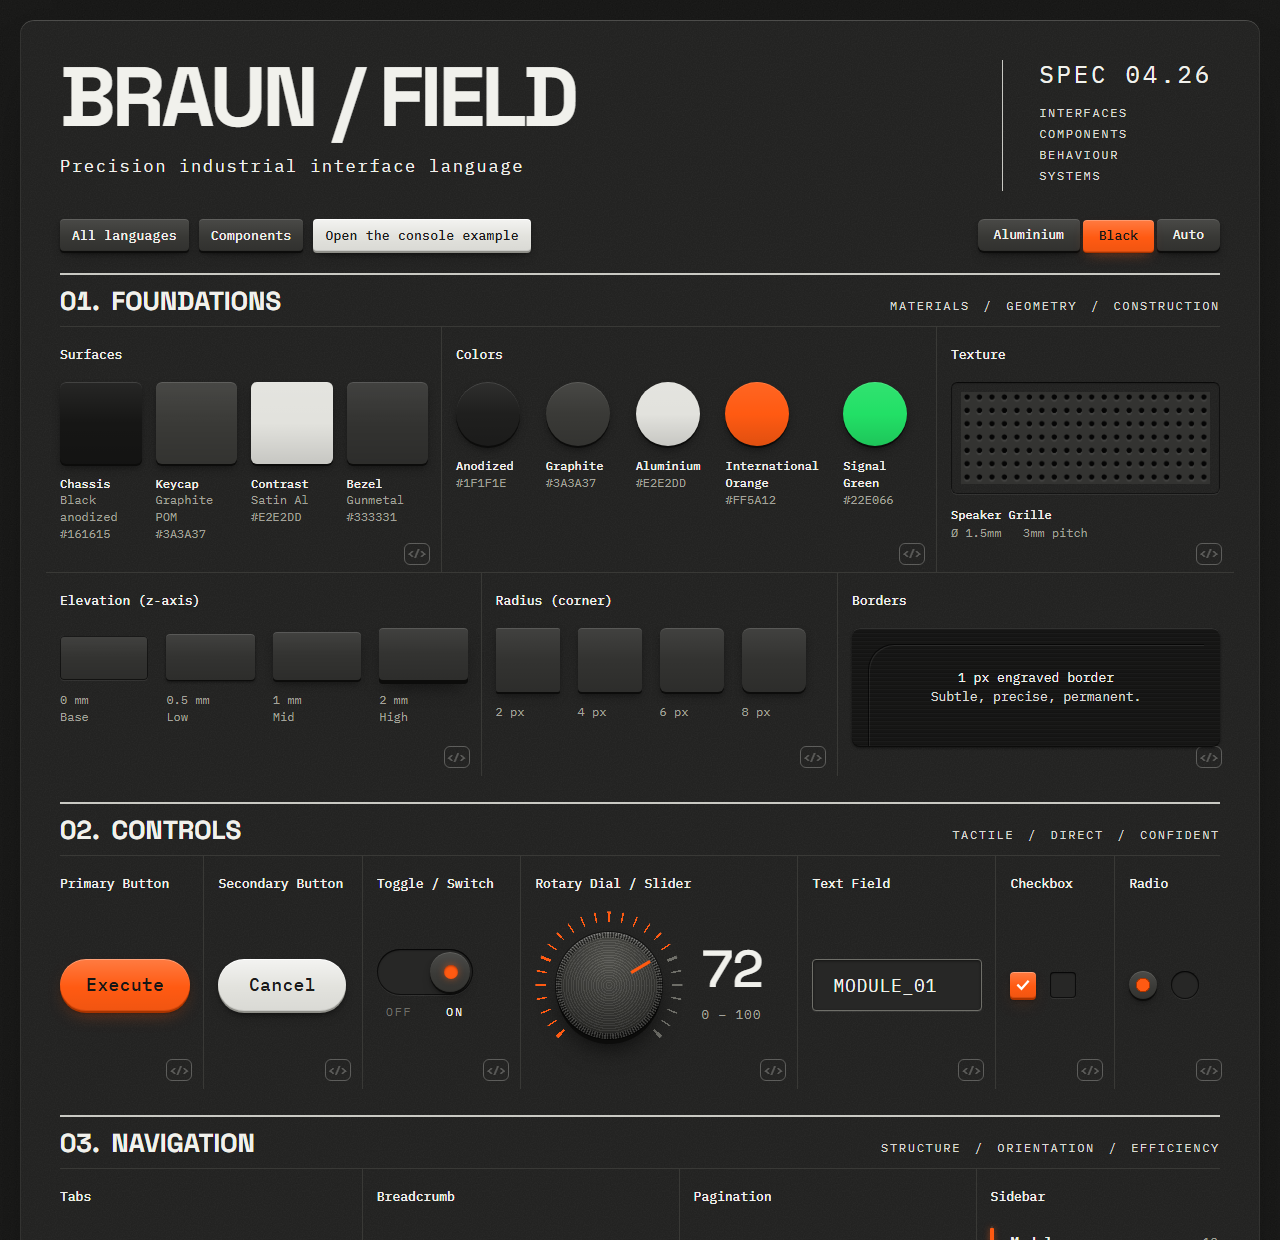 BRAUN / FIELD
Precision industrial interface language
SPEC 04.26
INTERFACES
COMPONENTS
BEHAVIOUR
SYSTEMS
All languages
Components
Open the console example
Aluminium
Black
Auto
01. FOUNDATIONS
MATERIALS / GEOMETRY / CONSTRUCTION
Surfaces
Chassis
Black
anodized
#161615
Keycap
Graphite
POM
#3A3A37
Contrast
Satin Al
#E2E2DD
Bezel
Gunmetal
#333331
</>
Colors
Anodized
#1F1F1E
Graphite
#3A3A37
Aluminium
#E2E2DD
International
Orange
#FF5A12
Signal
Green
#22E066
</>
Texture
Speaker Grille
Ø 1.5mm 3mm pitch
</>
Elevation (z-axis)
0 mm
Base
0.5 mm
Low
1 mm
Mid
2 mm
High
</>
Radius (corner)
2 px
4 px
6 px
8 px
</>
Borders
1 px engraved border
Subtle, precise, permanent.
</>
02. CONTROLS
TACTILE / DIRECT / CONFIDENT
Primary Button
Execute
</>
Secondary Button
Cancel
</>
Toggle / Switch
OFF
ON
</>
Rotary Dial / Slider
72
0 – 100
</>
Text Field
MODULE_01
</>
Checkbox
</>
Radio
</>
03. NAVIGATION
STRUCTURE / ORIENTATION / EFFICIENCY
Tabs
Breadcrumb
Pagination
Sidebar